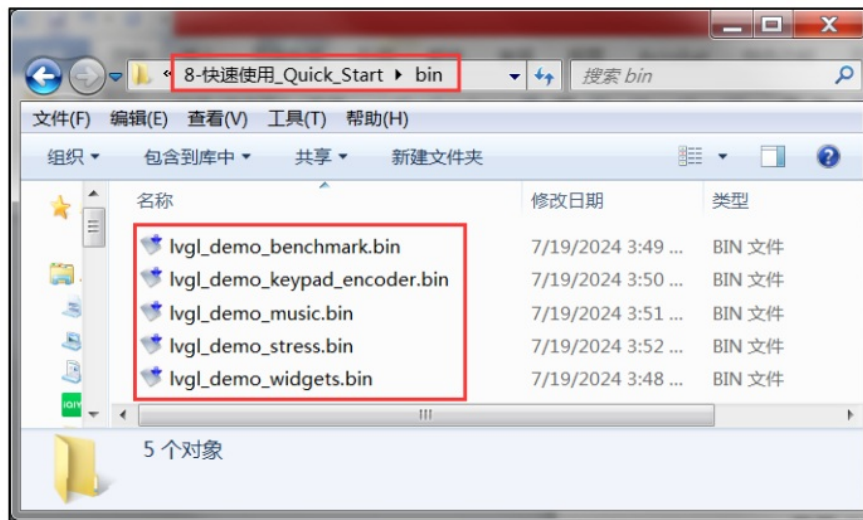 « 8-快速使用_Quick_Start ▸ bin
搜索 bin
文件(F) 编辑(E) 查看(V) 工具(T) 帮助(H)
组织 包含到库中 共享 新建文件夹
名称 修改日期 类型
lvgl_demo_benchmark.bin 7/19/2024 3:49 ... BIN 文件
lvgl_demo_keypad_encoder.bin 7/19/2024 3:50 ... BIN 文件
lvgl_demo_music.bin 7/19/2024 3:51 ... BIN 文件
lvgl_demo_stress.bin 7/19/2024 3:52 ... BIN 文件
lvgl_demo_widgets.bin 7/19/2024 3:48 ... BIN 文件
5 个对象